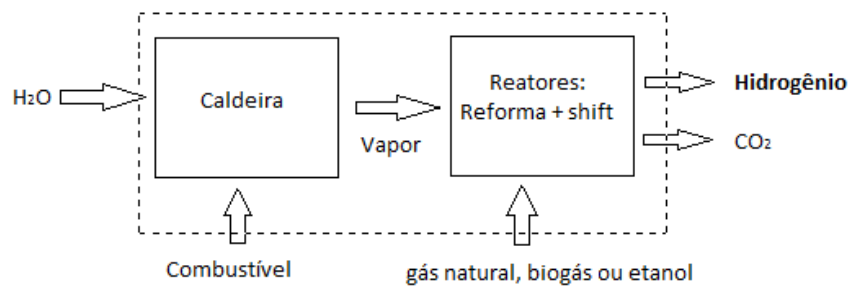 H₂O
Caldeira
Vapor
Reatores:
Reforma + shift
Hidrogênio
CO₂
Combustível
gás natural, biogás ou etanol